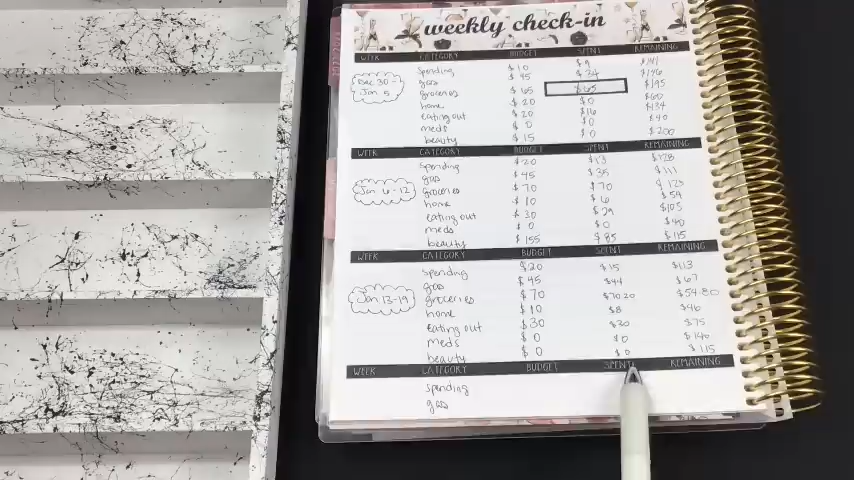 weekly check-in
WEEK CATEGORY BUDGET SPENT REMAINING
Dec 30 - Jan 5
spending $10 $9 $141
gas $45 $34 $146
groceries $65 $65 $195
home $20 $0 $60
eating out $20 $16 $134
meds $0 $0 $40
beauty $15 $0 $200
WEEK CATEGORY BUDGET SPENT REMAINING
Jan 6-12
spending $20 $13 $128
gas $45 $35 $111
groceries $70 $70 $125
home $10 $6 $54
eating out $30 $29 $105
meds $0 $0 $40
beauty $155 $85 $115
WEEK CATEGORY BUDGET SPENT REMAINING
Jan 13-19
spending $20 $15 $113
gas $45 $44 $67
groceries $70 $70.20 $54.80
home $10 $8 $46
eating out $30 $30 $75
meds $0 $0
beauty $0 $0 $115
WEEK CATEGORY BUDGET SPENT REMAINING
spending
gas